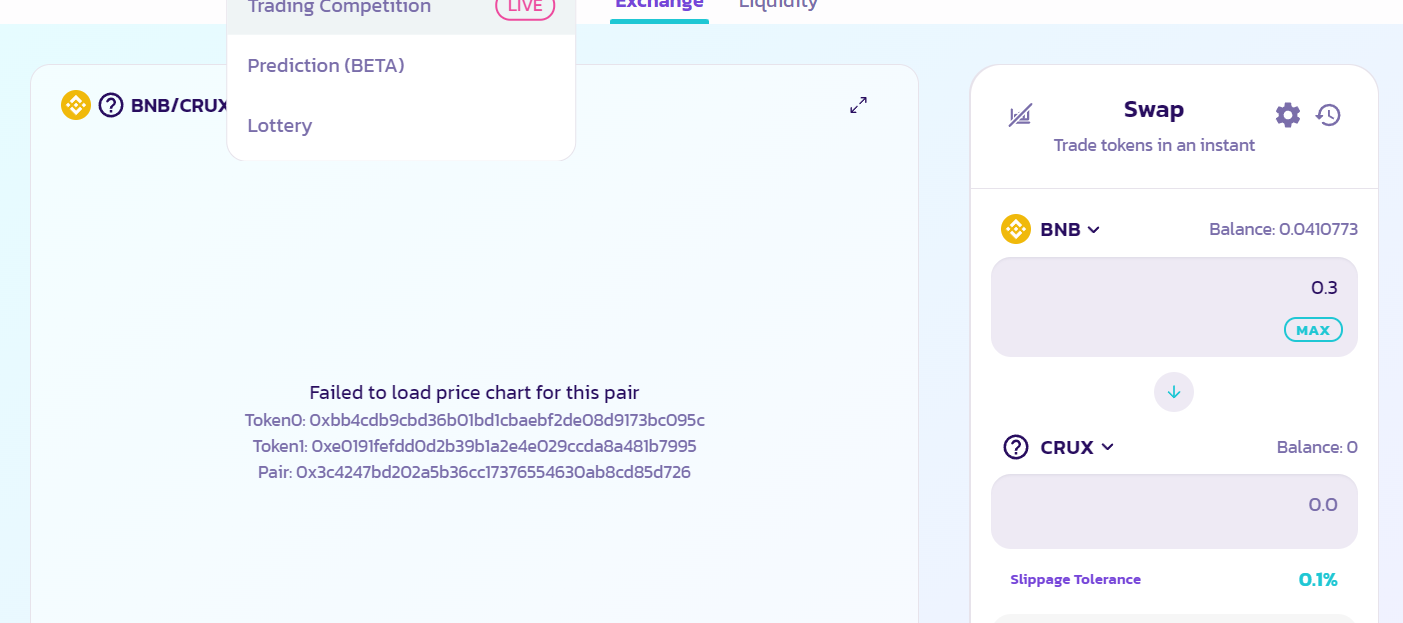 Trading Competition
LIVE
Exchange
Liquidity
Prediction (BETA)
Lottery
BNB/CRUX
Failed to load price chart for this pair
Token0: 0xbb4cdb9cbd36b01bd1cbaebf2de08d9173bc095c
Token1: 0xe0191fefdd0d2b39b1a2e4e029ccda8a481b7995
Pair: 0x3c4247bd202a5b36cc17376554630ab8cd85d726
Swap
Trade tokens in an instant
BNB
Balance: 0.0410773
0.3
MAX
CRUX
Balance: 0
0.0
Slippage Tolerance
0.1%